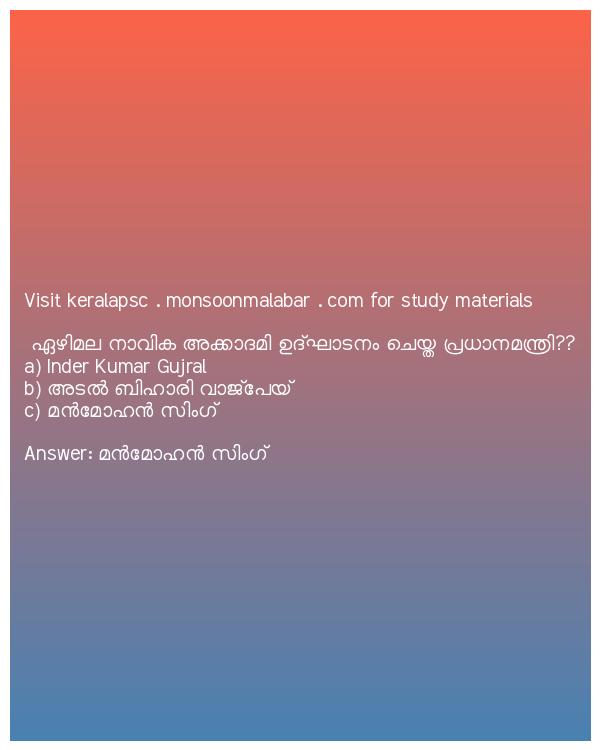 Visit keralapsc . monsoonmalabar . com for study materials
ഏഴിമല നാവിക അക്കാദമി ഉദ്ഘാടനം ചെയ്ത പ്രധാനമന്ത്രി??
a) Inder Kumar Gujral
b) അടൽ ബിഹാരി വാജ്പേയ്
c) മൻമോഹൻ സിംഗ്
Answer: മൻമോഹൻ സിംഗ്